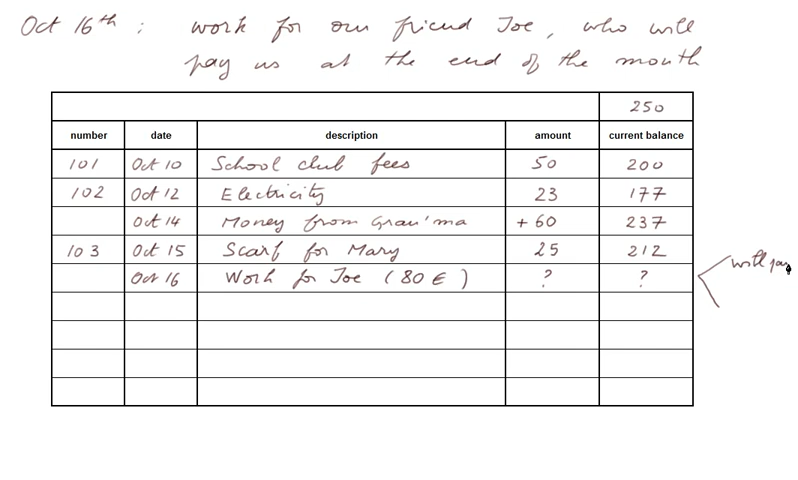 Oct 16th : work for our friend Joe, who will
pay us at the end of the month
250
number date description amount current balance
101 Oct 10 School club fees 50 200
102 Oct 12 Electricity 23 177
Oct 14 Money from Gran'ma + 60 237
103 Oct 15 Scarf for Mary 25 212
Oct 16 Work for Joe (80 €) ? ?
will pay